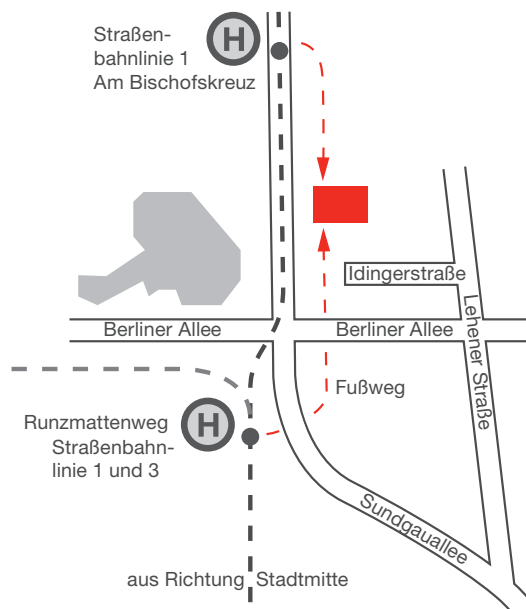 Straßen-
bahnlinie 1
Am Bischofskreuz
H
Idingerstraße
Lehener Straße
Berliner Allee
Berliner Allee
Fußweg
Runzmattenweg
Straßenbahn-
linie 1 und 3
H
Sundgauallee
aus Richtung Stadtmitte